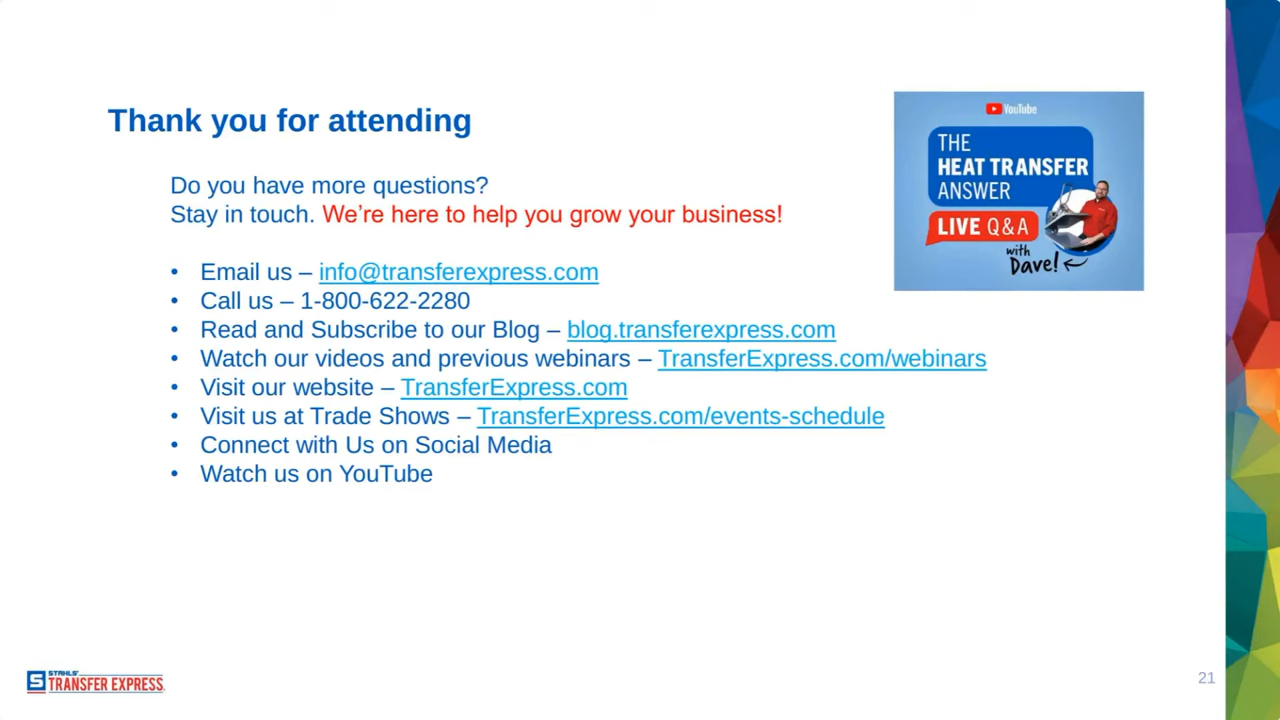 Thank you for attending
YouTube
THE
HEAT TRANSFER
ANSWER
LIVE Q&A
with
Dave!
Do you have more questions?
Stay in touch. We’re here to help you grow your business!
• Email us – info@transferexpress.com
• Call us – 1-800-622-2280
• Read and Subscribe to our Blog – blog.transferexpress.com
• Watch our videos and previous webinars – TransferExpress.com/webinars
• Visit our website – TransferExpress.com
• Visit us at Trade Shows – TransferExpress.com/events-schedule
• Connect with Us on Social Media
• Watch us on YouTube
S STAHLS'
TRANSFER EXPRESS.
21